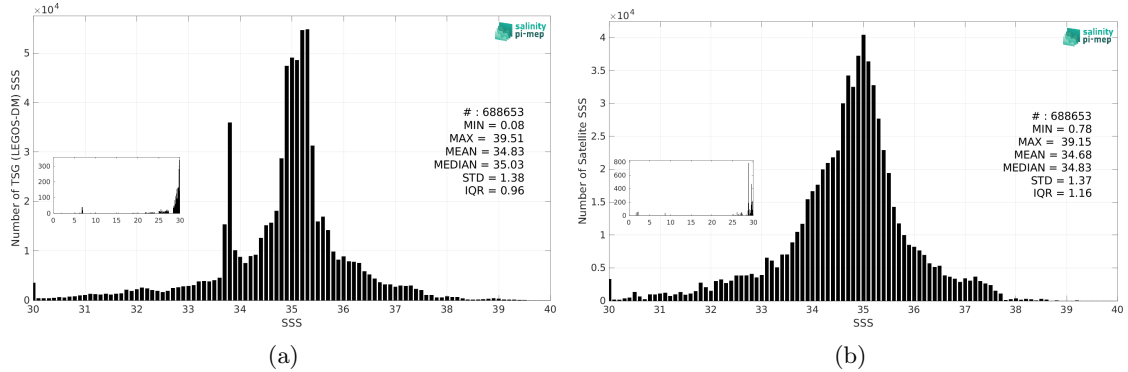 ×10⁴
5
4
3
2
1
0
Number of TSG (LEGOS-DM) SSS
salinity
pi-mep
# : 688653
MIN = 0.08
MAX = 39.51
MEAN = 34.83
MEDIAN = 35.03
STD = 1.38
IQR = 0.96
300
200
100
0
0 5 10 15 20 25 30
30 31 32 33 34 35 36 37 38 39 40
SSS
(a)
×10⁴
4
3.5
3
2.5
2
1.5
1
0.5
0
Number of Satellite SSS
salinity
pi-mep
# : 688653
MIN = 0.78
MAX = 39.15
MEAN = 34.68
MEDIAN = 34.83
STD = 1.37
IQR = 1.16
800
600
400
200
0
0 5 10 15 20 25 30
30 31 32 33 34 35 36 37 38 39 40
SSS
(b)